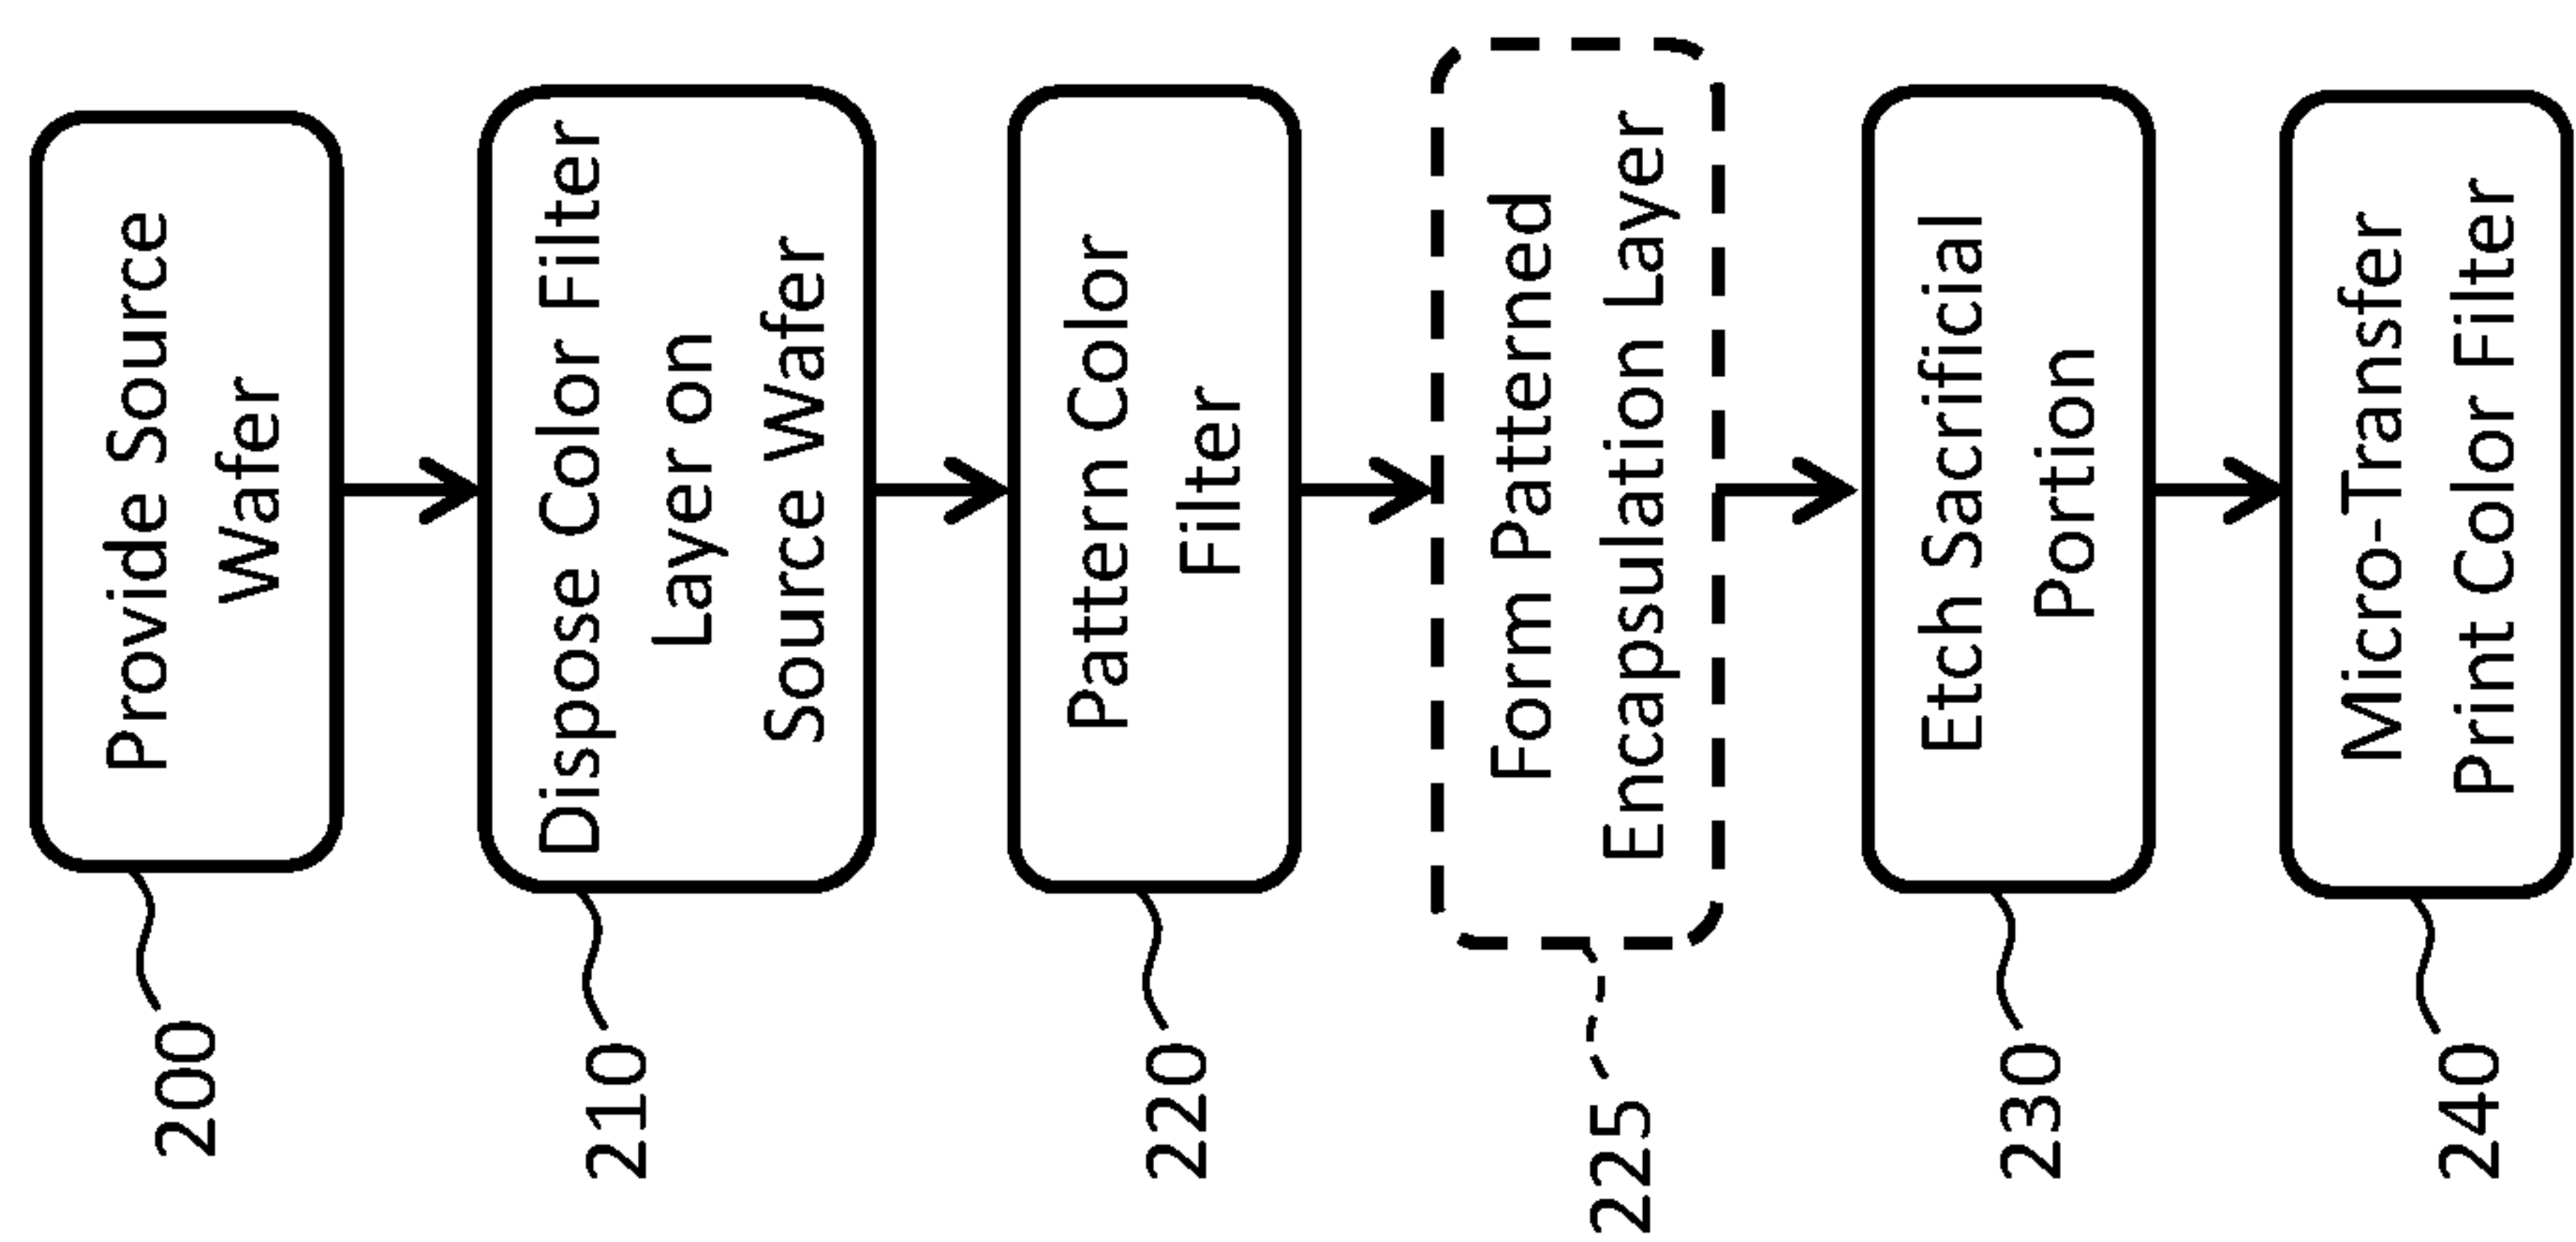 200
Provide Source
Wafer
210
Dispose Color Filter
Layer on
Source Wafer
220
Pattern Color
Filter
225
Form Patterned
Encapsulation Layer
230
Etch Sacrificial
Portion
240
Micro-Transfer
Print Color Filter